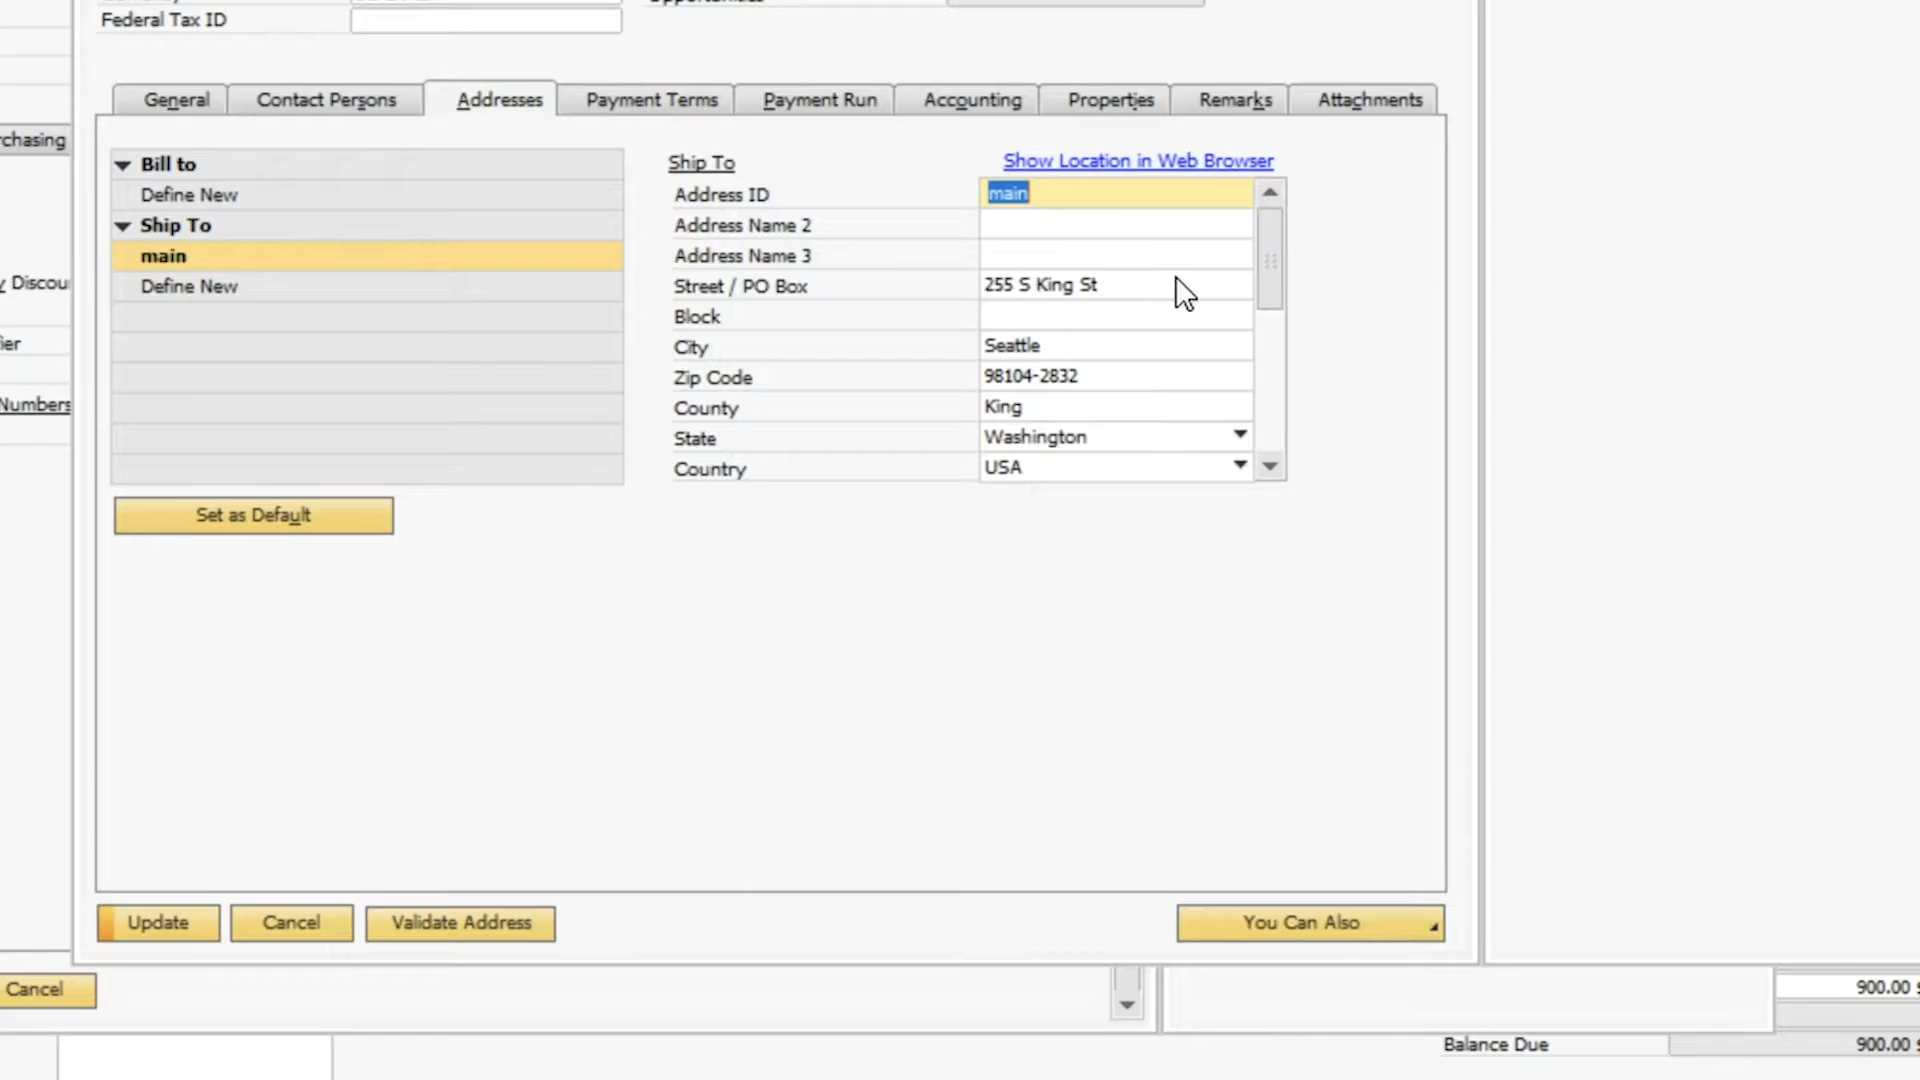 Federal Tax ID
General Contact Persons Addresses Payment Terms Payment Run Accounting Properties Remarks Attachments
Bill to
Define New
Ship To
main
Define New
Set as Default
Ship To Show Location in Web Browser
Address ID main
Address Name 2
Address Name 3
Street / PO Box 255 S King St
Block
City Seattle
Zip Code 98104-2832
County King
State Washington
Country USA
Update Cancel Validate Address You Can Also
rchasing
y Discou
ier
Numbers
Cancel
900.00 $
Balance Due 900.00 $